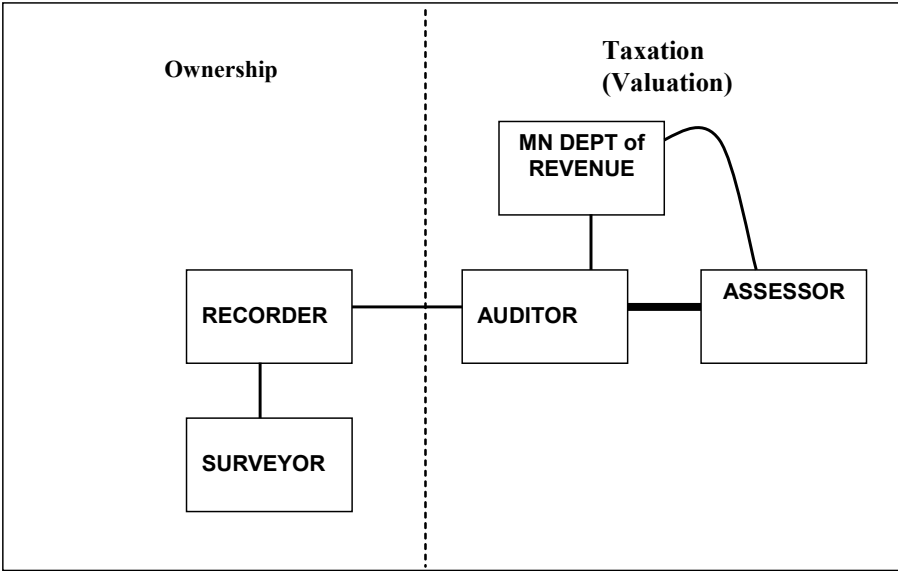 Ownership
Taxation
(Valuation)
MN DEPT of
REVENUE
RECORDER
AUDITOR
ASSESSOR
SURVEYOR